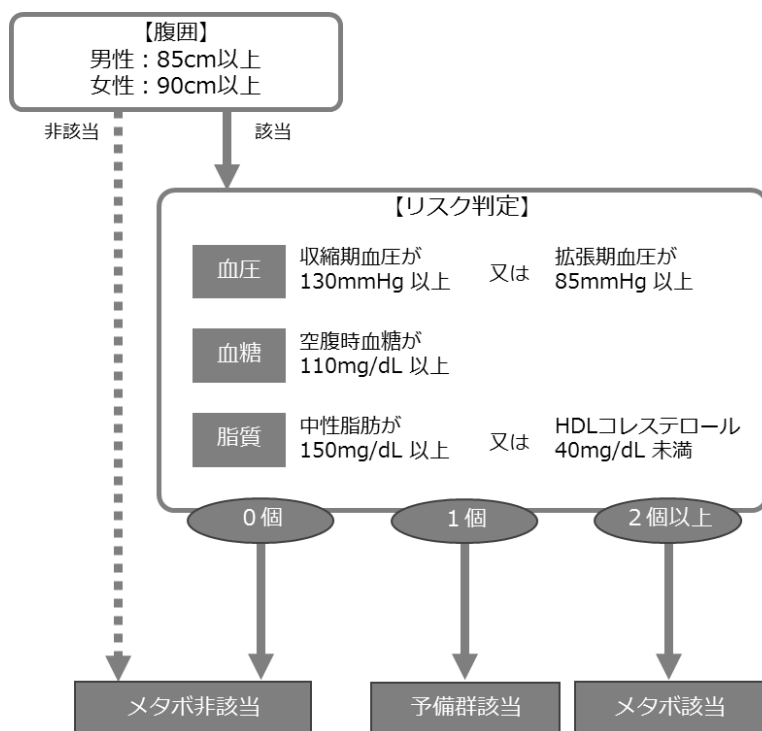 【腹囲】
男性：85cm以上
女性：90cm以上
非該当
該当
【リスク判定】
血圧
収縮期血圧が
130mmHg 以上
又は
拡張期血圧が
85mmHg 以上
血糖
空腹時血糖が
110mg/dL 以上
脂質
中性脂肪が
150mg/dL 以上
又は
HDLコレステロール
40mg/dL 未満
０個
１個
２個以上
メタボ非該当
予備群該当
メタボ該当